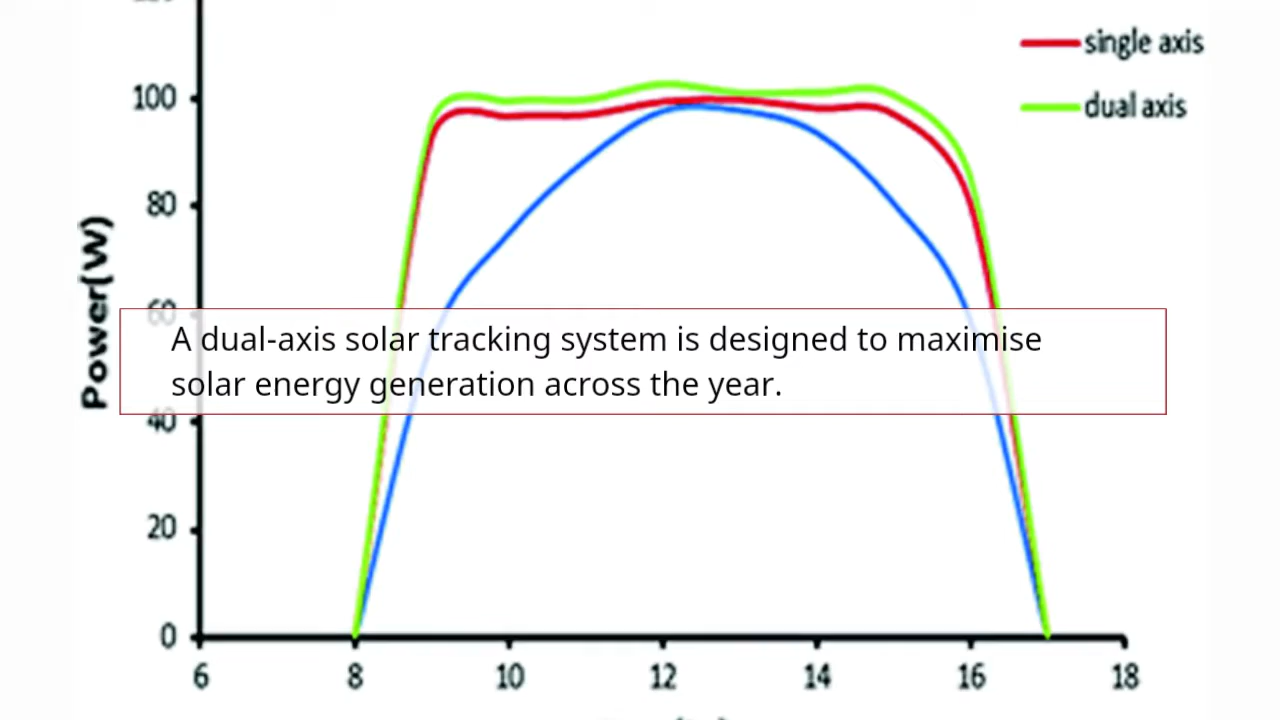 single axis
100
dual axis
80
Power(W)
60
A dual-axis solar tracking system is designed to maximise
solar energy generation across the year.
40
20
0
6 8 10 12 14 16 18